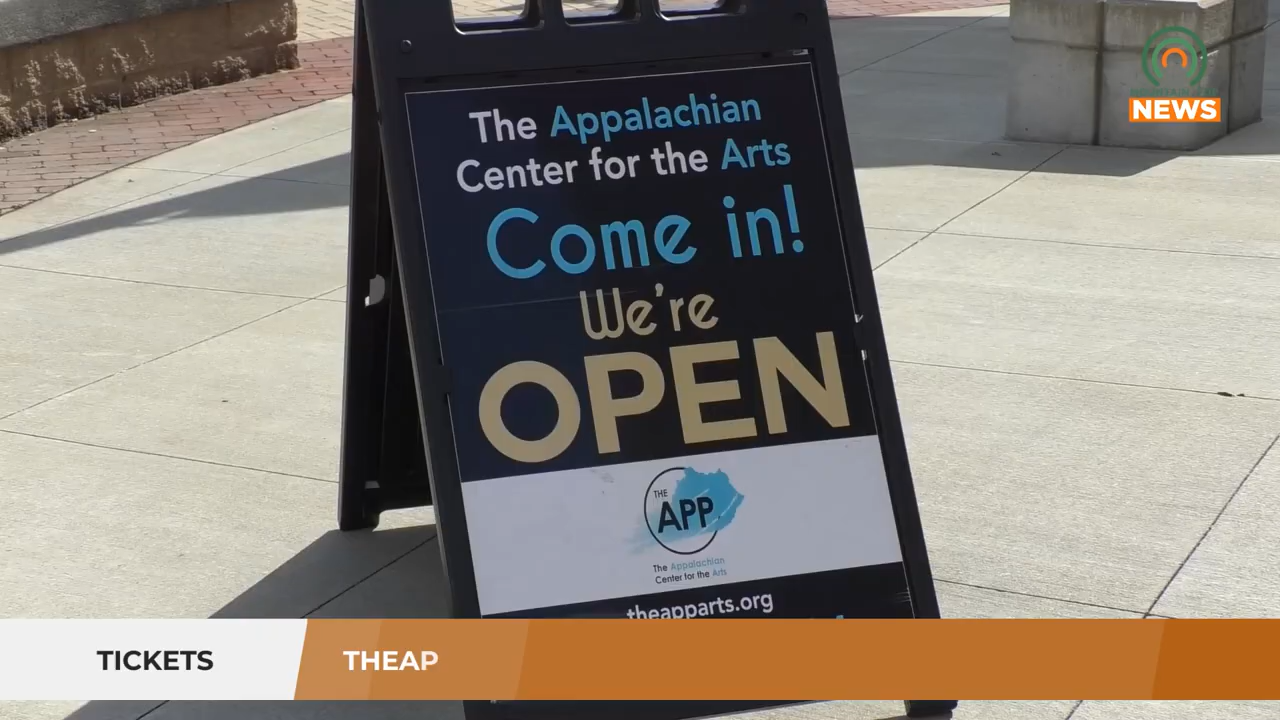 The Appalachian
Center for the Arts
Come in!
We're
OPEN
THE
APP
The Appalachian
Center for the Arts
theapparts.org
NEWS
TICKETS
THEAP